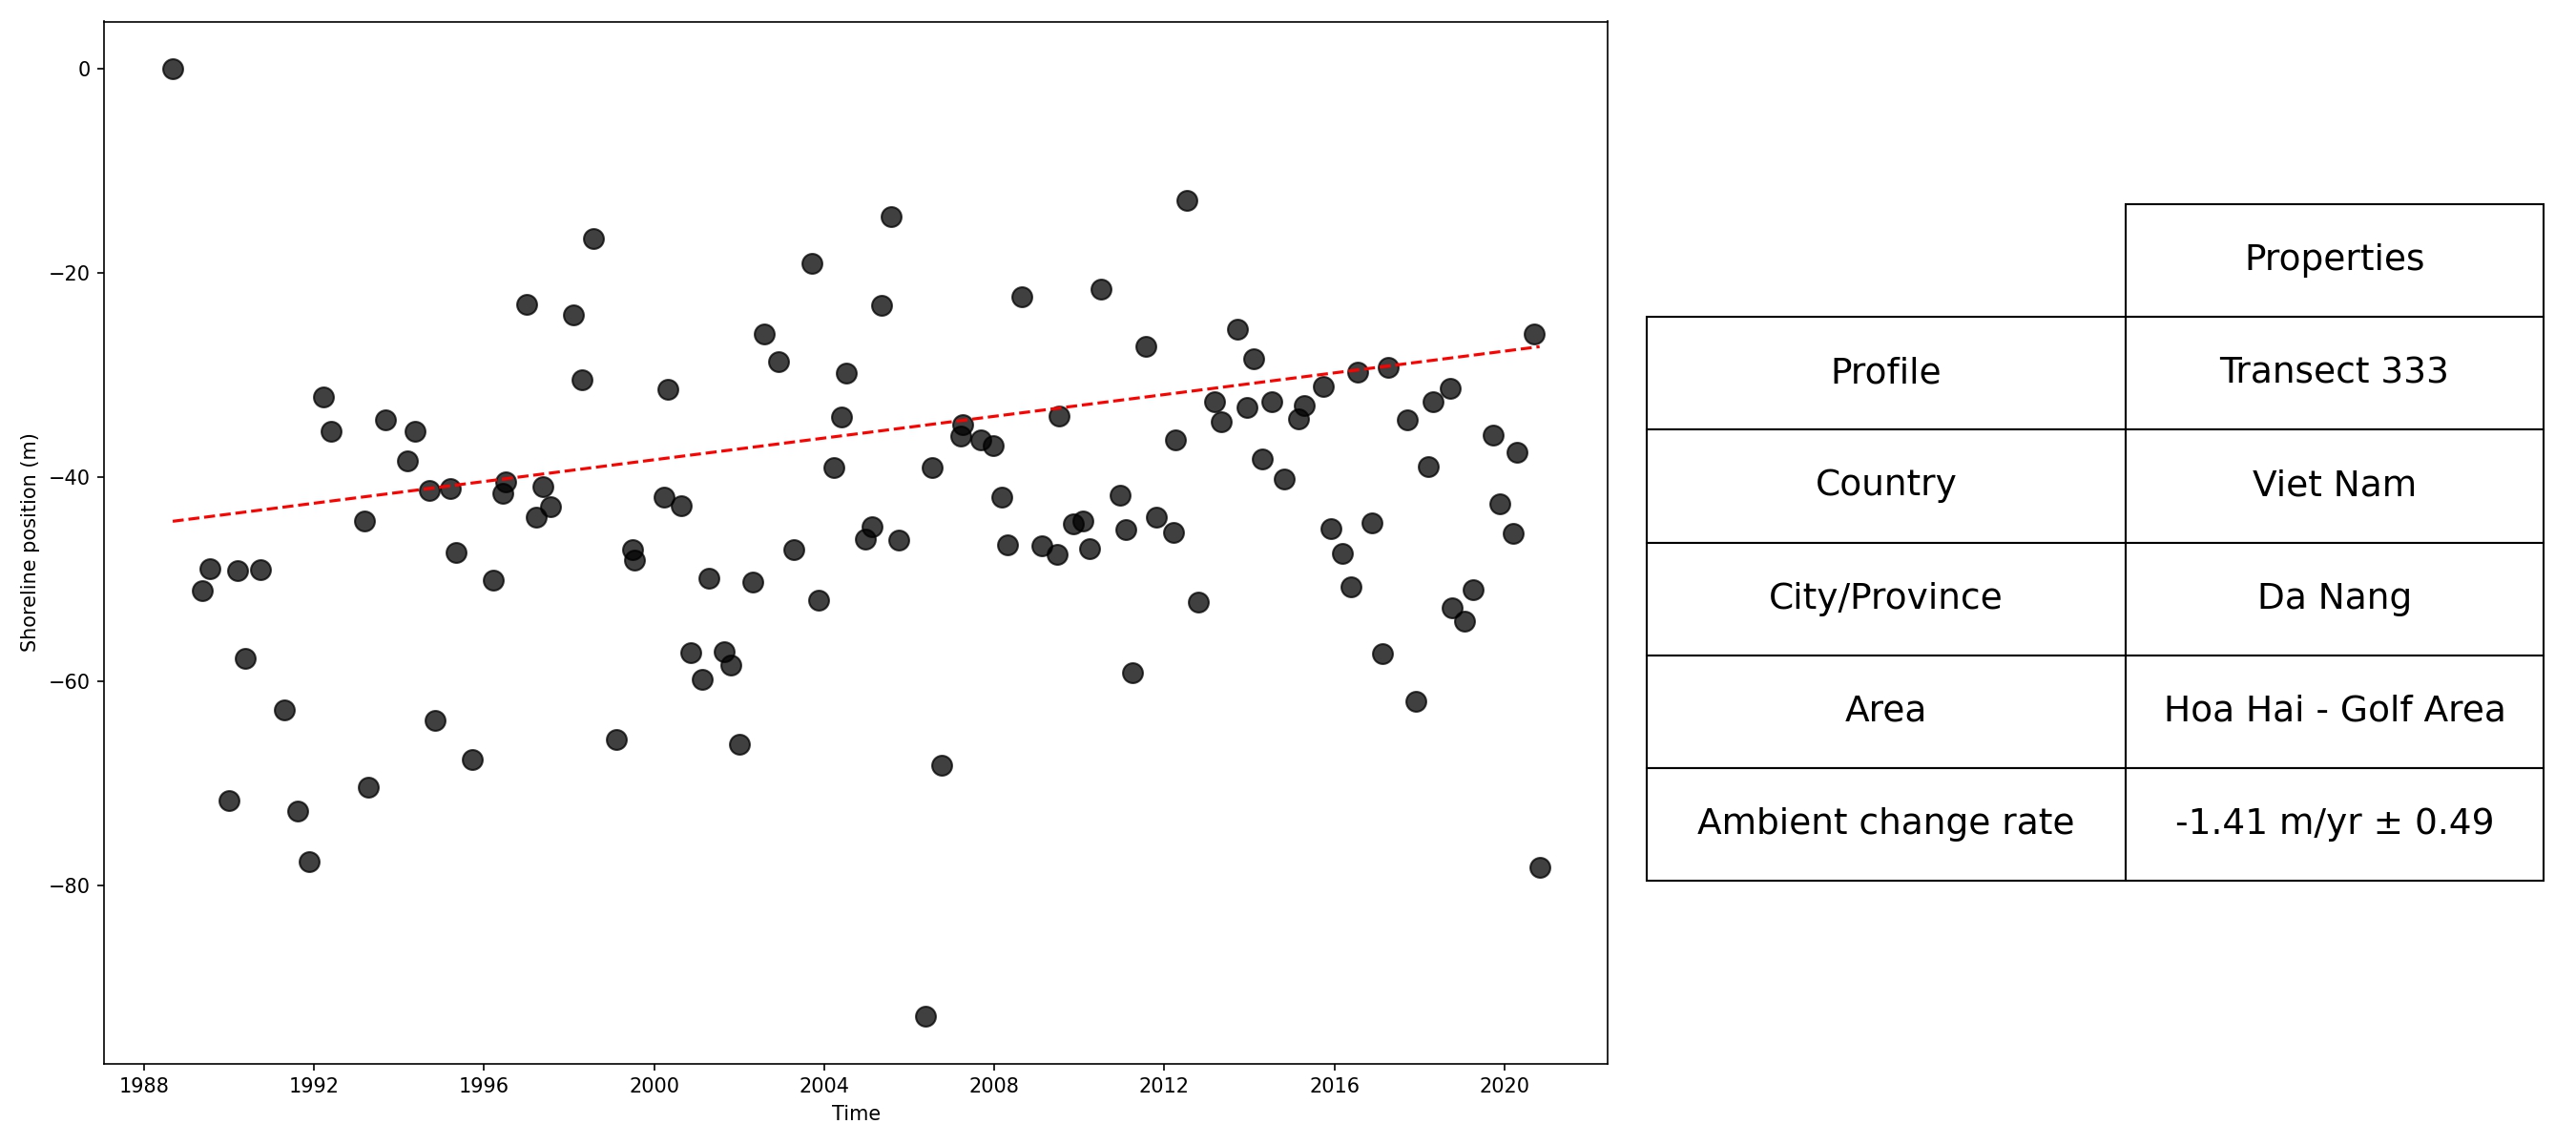 0
−20
−40
−60
−80
Shoreline position (m)
1988 1992 1996 2000 2004 2008 2012 2016 2020
Time
Properties
Profile Transect 333
Country Viet Nam
City/Province Da Nang
Area Hoa Hai - Golf Area
Ambient change rate -1.41 m/yr ± 0.49